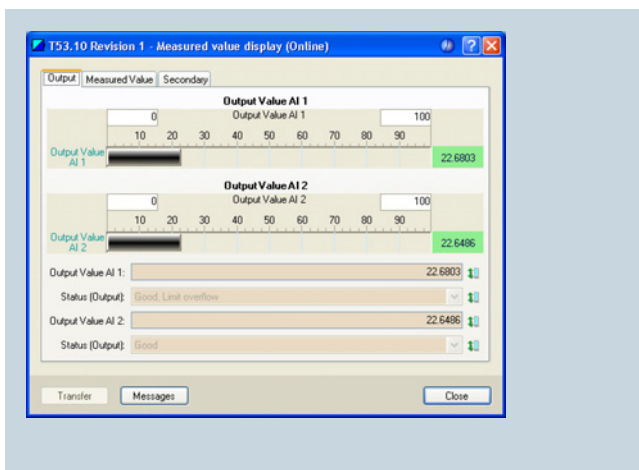 T53.10 Revision 1 - Measured value display (Online)
Output Measured Value Secondary
Output Value AI 1
0 Output Value AI 1 100
10 20 30 40 50 60 70 80 90
Output Value AI 1
22.6803
Output Value AI 2
0 Output Value AI 2 100
10 20 30 40 50 60 70 80 90
Output Value AI 2
22.6486
Output Value AI 1: 22.6803
Status (Output): Good, Limit overflow
Output Value AI 2: 22.6486
Status (Output): Good
Transfer Messages Close